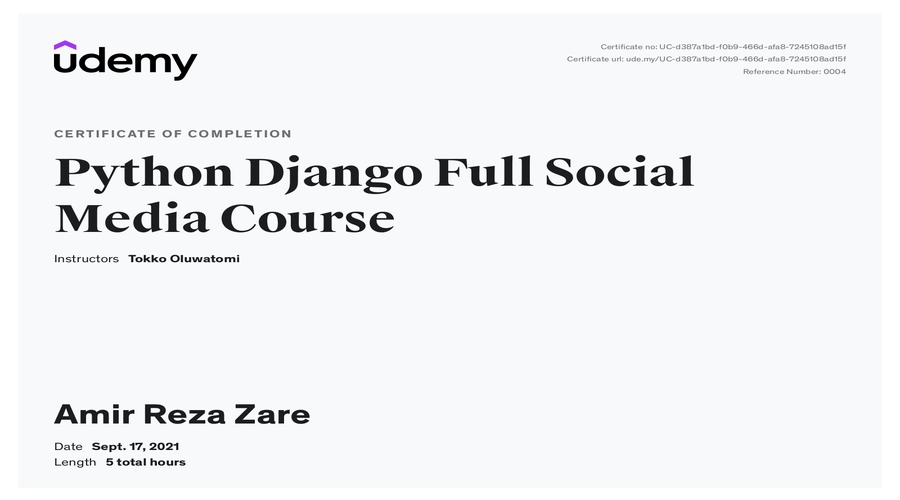 udemy
Certificate no: UC-d387a1bd-f0b9-466d-afa8-7245108ad15f
Certificate url: ude.my/UC-d387a1bd-f0b9-466d-afa8-7245108ad15f
Reference Number: 0004
CERTIFICATE OF COMPLETION
Python Django Full Social
Media Course
Instructors Tokko Oluwatomi
Amir Reza Zare
Date Sept. 17, 2021
Length 5 total hours